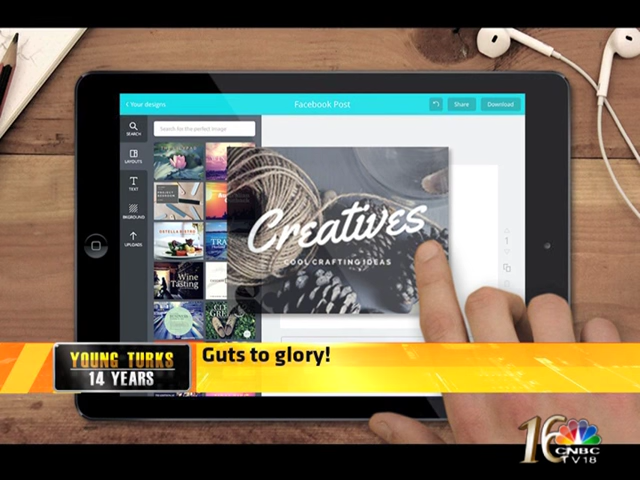 Your designs
Facebook Post
Share
Download
SEARCH
Search for the perfect image
LAYOUTS
TEXT
BKGROUND
UPLOADS
Wine
Tasting
Creatives
COOL CRAFTING IDEAS
1
YOUNG TURKS
14 YEARS
Guts to glory!
16
CNBC
TV18